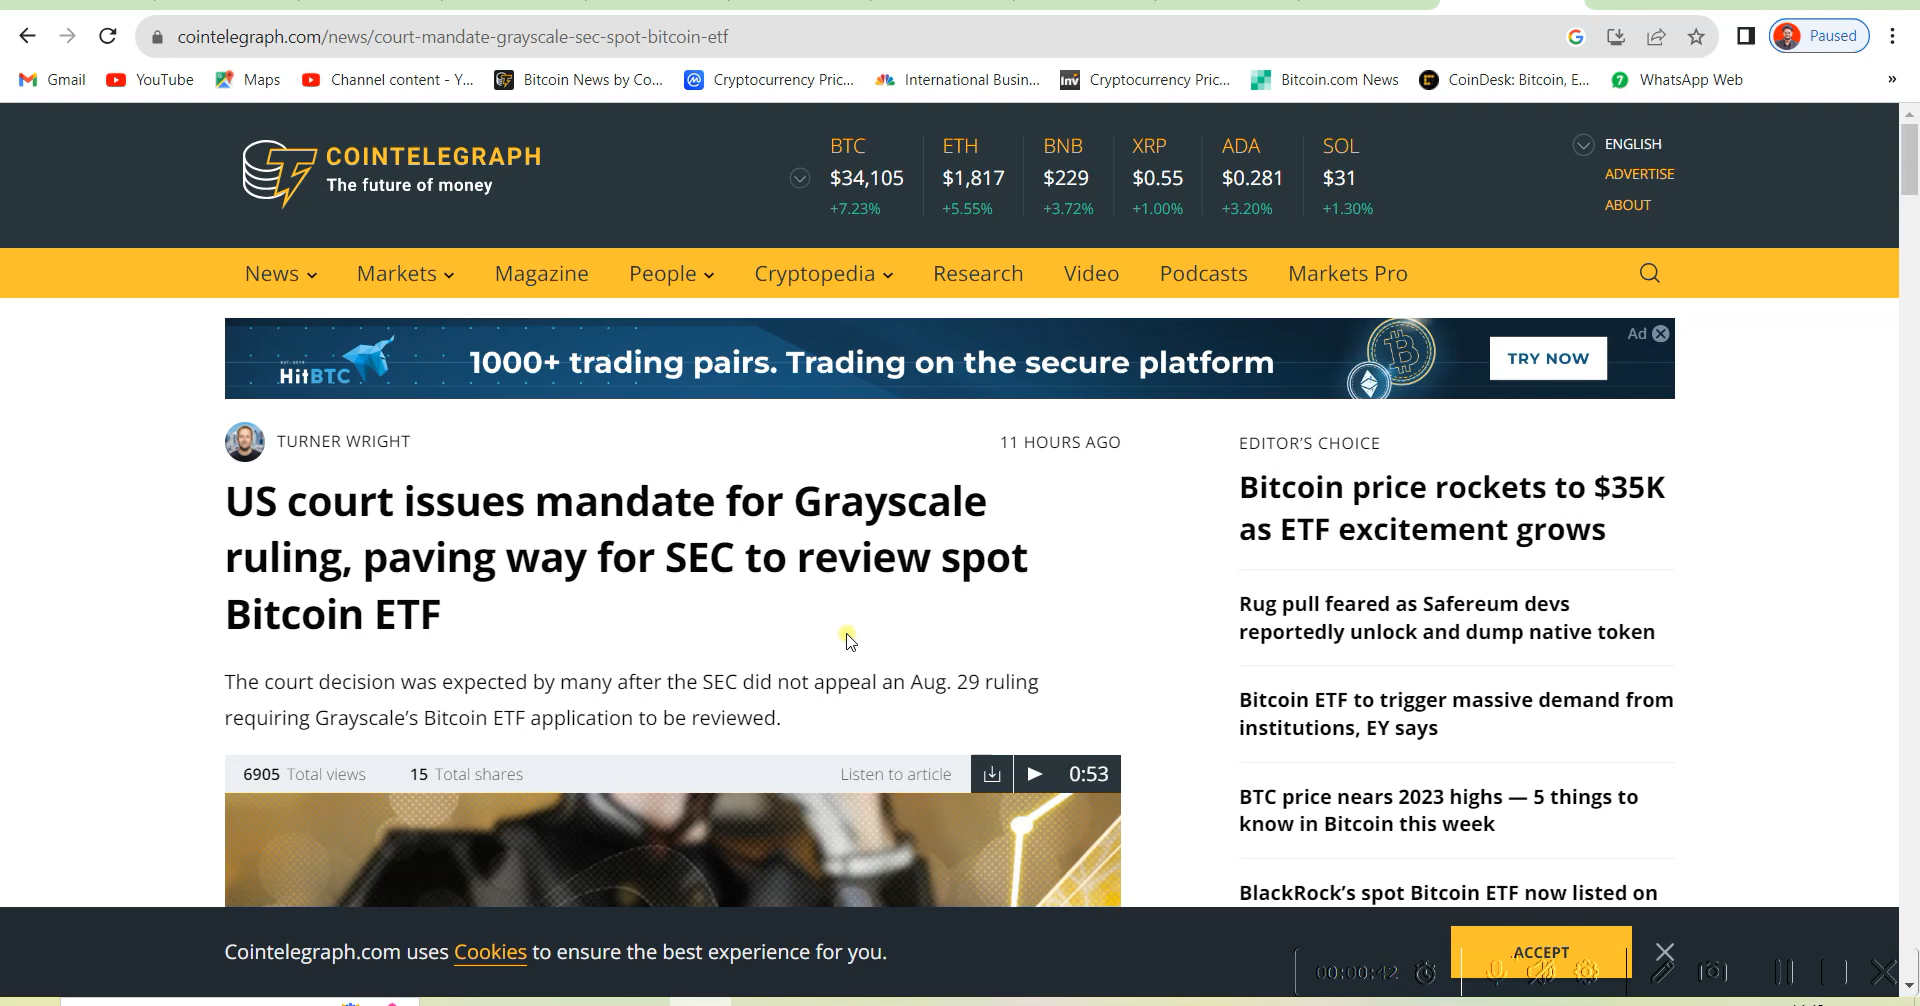 cointelegraph.com/news/court-mandate-grayscale-sec-spot-bitcoin-etf
Paused
Gmail
YouTube
Maps
Channel content - Y...
Bitcoin News by Co...
Cryptocurrency Pric...
International Busin...
Inv
Cryptocurrency Pric...
Bitcoin.com News
CoinDesk: Bitcoin, E...
7
WhatsApp Web
»
COINTELEGRAPH
The future of money
BTC ETH BNB XRP ADA SOL
$34,105 $1,817 $229 $0.55 $0.281 $31
+7.23% +5.55% +3.72% +1.00% +3.20% +1.30%
ENGLISH
ADVERTISE
ABOUT
News Markets Magazine People Cryptopedia Research Video Podcasts Markets Pro
HitBTC
1000+ trading pairs. Trading on the secure platform
TRY NOW
Ad
TURNER WRIGHT
11 HOURS AGO
US court issues mandate for Grayscale
ruling, paving way for SEC to review spot
Bitcoin ETF
The court decision was expected by many after the SEC did not appeal an Aug. 29 ruling
requiring Grayscale’s Bitcoin ETF application to be reviewed.
6905 Total views 15 Total shares Listen to article 0:53
EDITOR’S CHOICE
Bitcoin price rockets to $35K
as ETF excitement grows
Rug pull feared as Safereum devs
reportedly unlock and dump native token
Bitcoin ETF to trigger massive demand from
institutions, EY says
BTC price nears 2023 highs — 5 things to
know in Bitcoin this week
BlackRock’s spot Bitcoin ETF now listed on
Cointelegraph.com uses Cookies to ensure the best experience for you.
ACCEPT
00:00:42